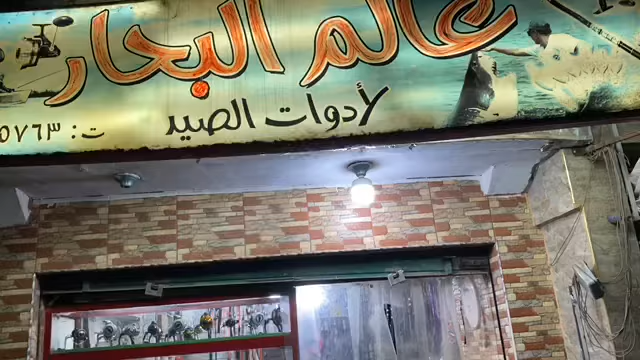 عالم البحار
لأدوات الصيد
ت: ٥٧٦٣